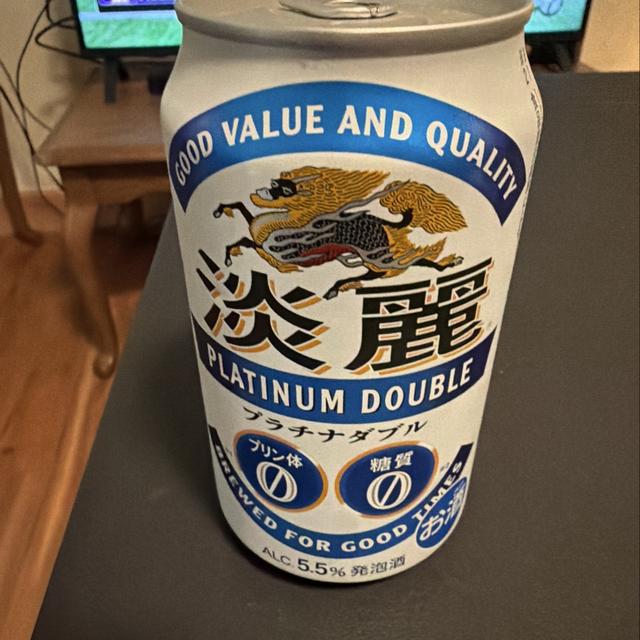 GOOD VALUE AND QUALITY
淡麗
PLATINUM DOUBLE
プラチナダブル
プリン体 0
糖質 0
BREWED FOR GOOD TIMES
お酒
ALC. 5.5% 発泡酒